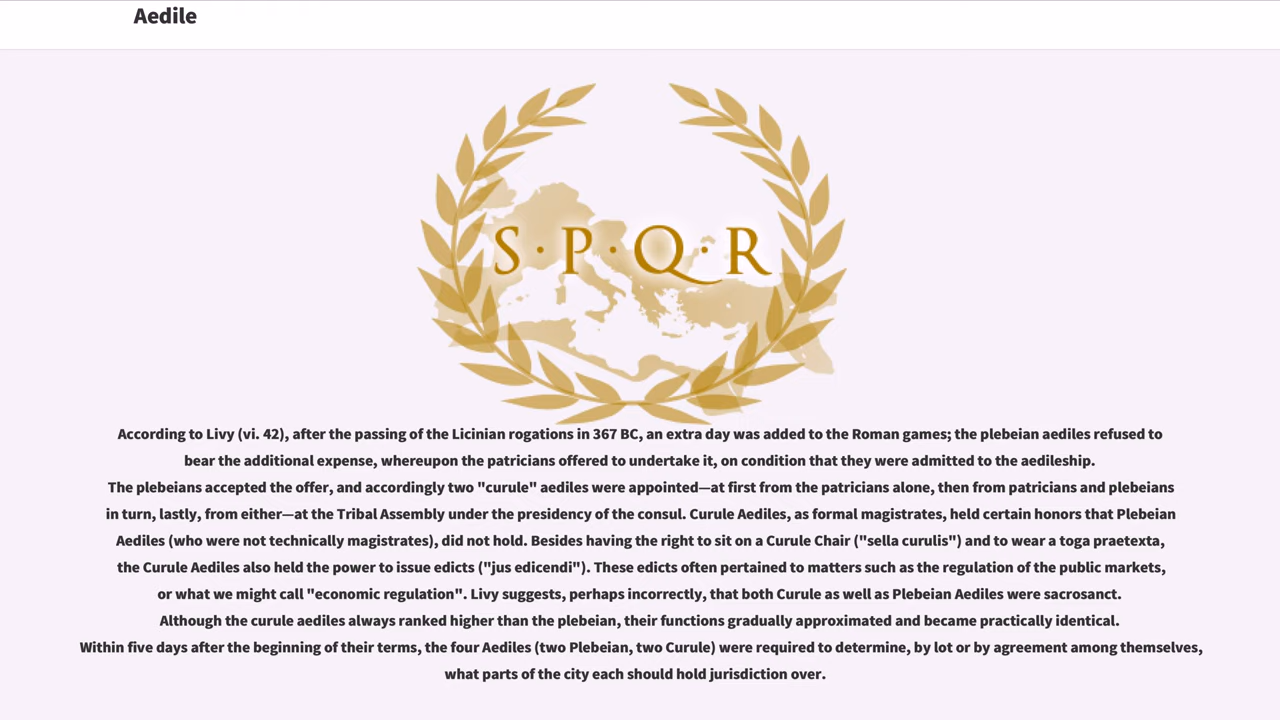 Aedile
S·P·Q·R
According to Livy (vi. 42), after the passing of the Licinian rogations in 367 BC, an extra day was added to the Roman games; the plebeian aediles refused to
bear the additional expense, whereupon the patricians offered to undertake it, on condition that they were admitted to the aedileship.
The plebeians accepted the offer, and accordingly two "curule" aediles were appointed—at first from the patricians alone, then from patricians and plebeians
in turn, lastly, from either—at the Tribal Assembly under the presidency of the consul. Curule Aediles, as formal magistrates, held certain honors that Plebeian
Aediles (who were not technically magistrates), did not hold. Besides having the right to sit on a Curule Chair ("sella curulis") and to wear a toga praetexta,
the Curule Aediles also held the power to issue edicts ("jus edicendi"). These edicts often pertained to matters such as the regulation of the public markets,
or what we might call "economic regulation". Livy suggests, perhaps incorrectly, that both Curule as well as Plebeian Aediles were sacrosanct.
Although the curule aediles always ranked higher than the plebeian, their functions gradually approximated and became practically identical.
Within five days after the beginning of their terms, the four Aediles (two Plebeian, two Curule) were required to determine, by lot or by agreement among themselves,
what parts of the city each should hold jurisdiction over.